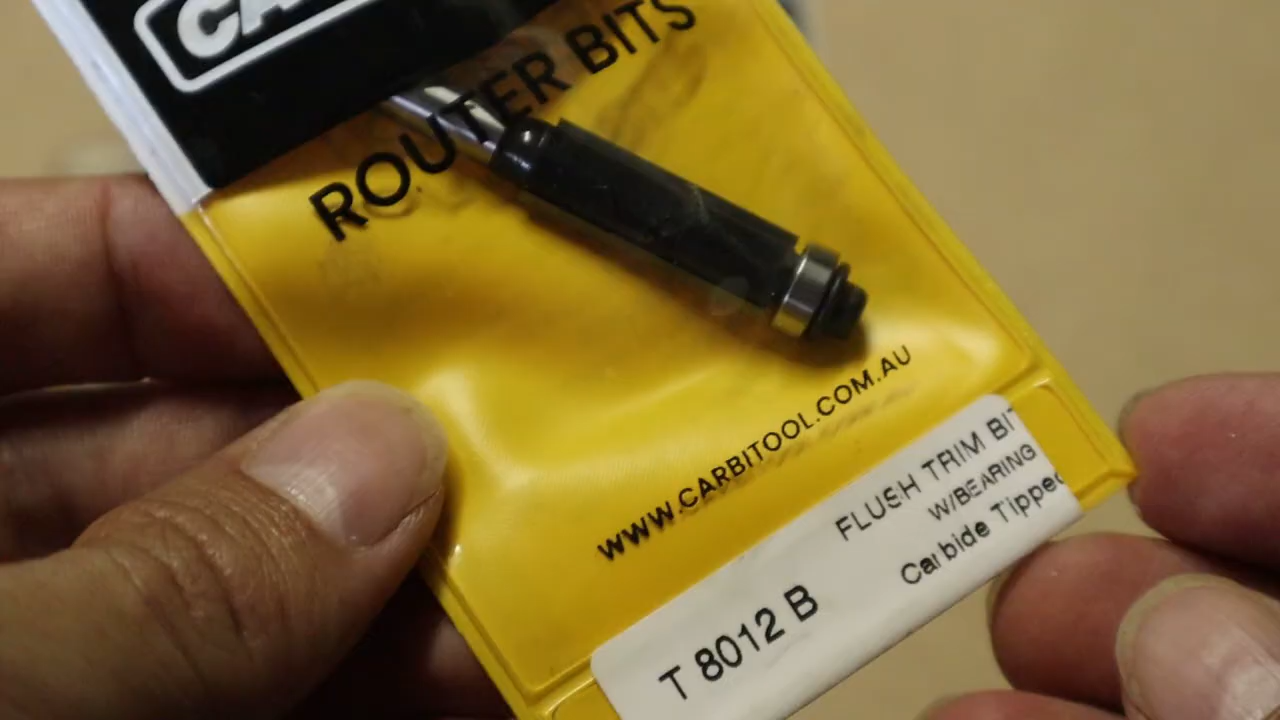 ROUTER BITS
WWW.CARBITOOL.COM.AU
FLUSH TRIM BIT
W/BEARING
Carbide Tipped
T 8012 B